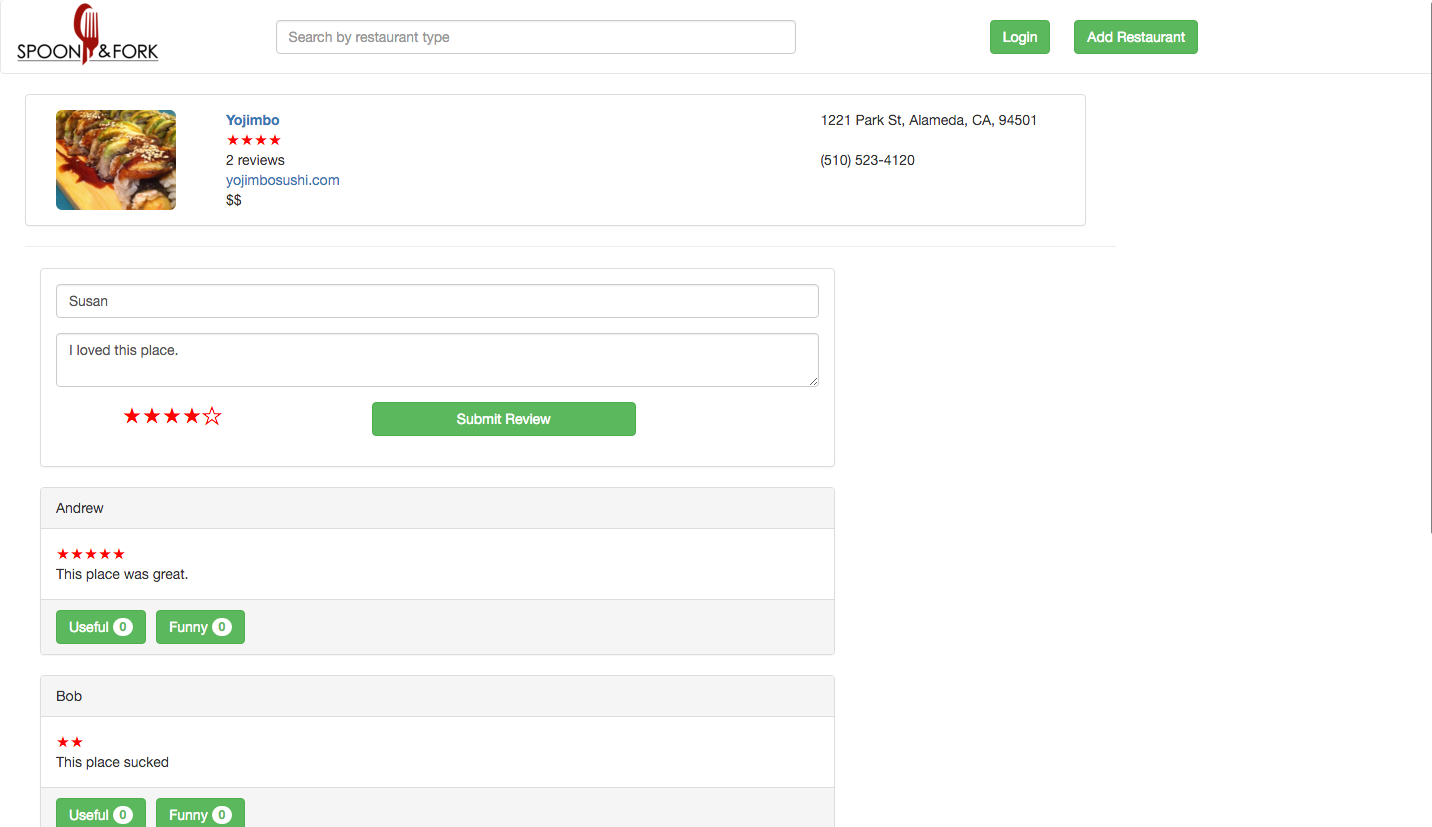 SPOON & FORK
Search by restaurant type
Login
Add Restaurant
Yojimbo
★★★★
2 reviews
yojimbosushi.com
$$
1221 Park St, Alameda, CA, 94501
(510) 523-4120
Susan
I loved this place.
★★★★☆
Submit Review
Andrew
★★★★★
This place was great.
Useful 0
Funny 0
Bob
★★
This place sucked
Useful 0
Funny 0